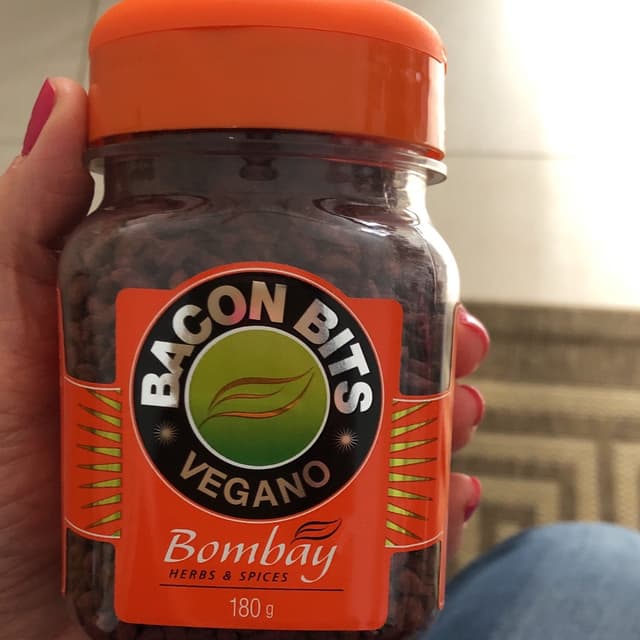 BACON BITS
VEGANO
Bombay
HERBS & SPICES
180 g